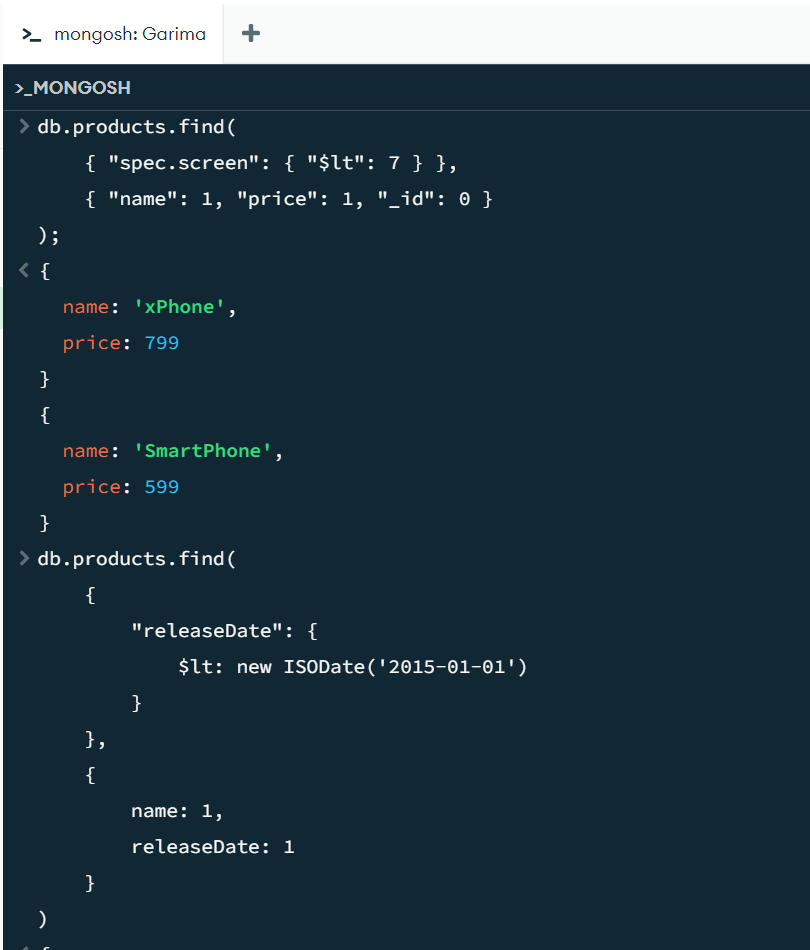 >_ mongosh: Garima +
>_MONGOSH
> db.products.find(
{ "spec.screen": { "$lt": 7 } },
{ "name": 1, "price": 1, "_id": 0 }
);
< {
name: 'xPhone',
price: 799
}
{
name: 'SmartPhone',
price: 599
}
> db.products.find(
{
"releaseDate": {
$lt: new ISODate('2015-01-01')
}
},
{
name: 1,
releaseDate: 1
}
)